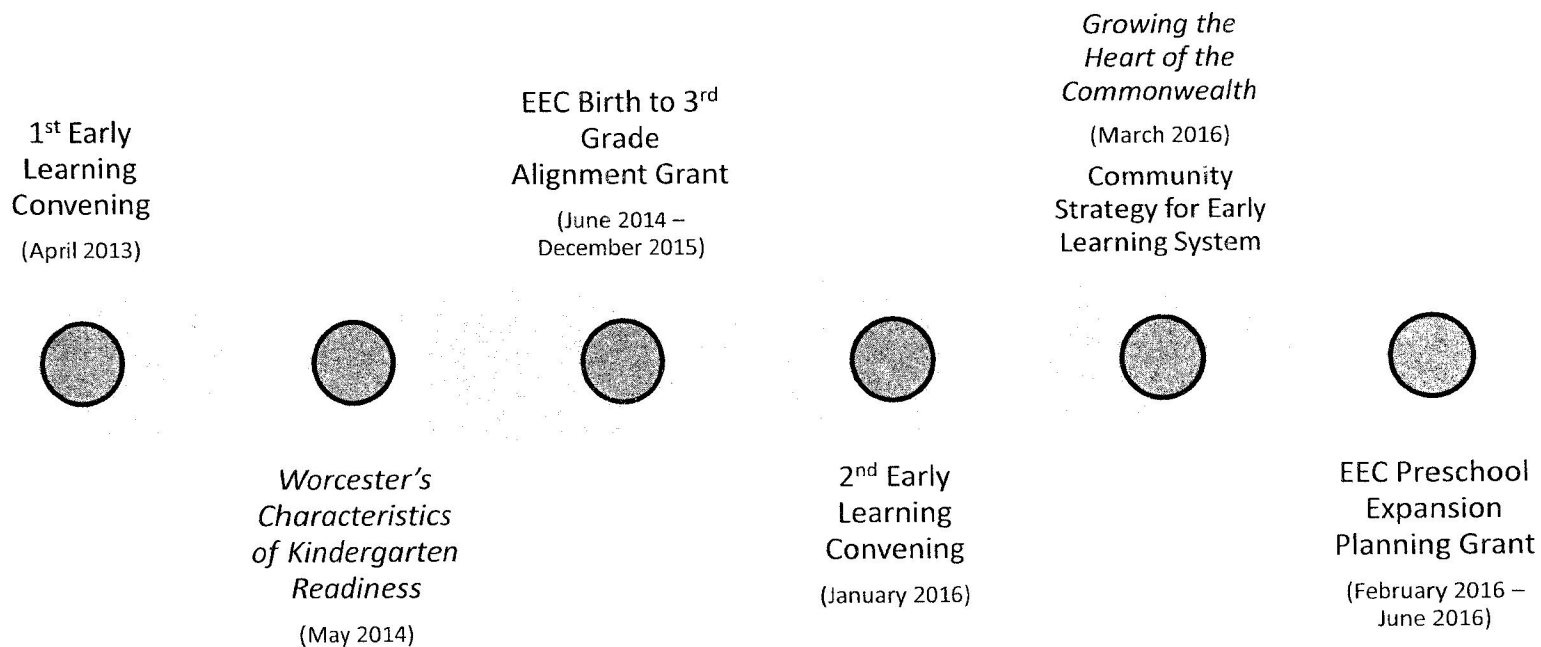 1st Early
Learning
Convening
(April 2013)
Worcester's
Characteristics
of Kindergarten
Readiness
(May 2014)
EEC Birth to 3rd
Grade
Alignment Grant
(June 2014 –
December 2015)
2nd Early
Learning
Convening
(January 2016)
Growing the
Heart of the
Commonwealth
(March 2016)
Community
Strategy for Early
Learning System
EEC Preschool
Expansion
Planning Grant
(February 2016 –
June 2016)